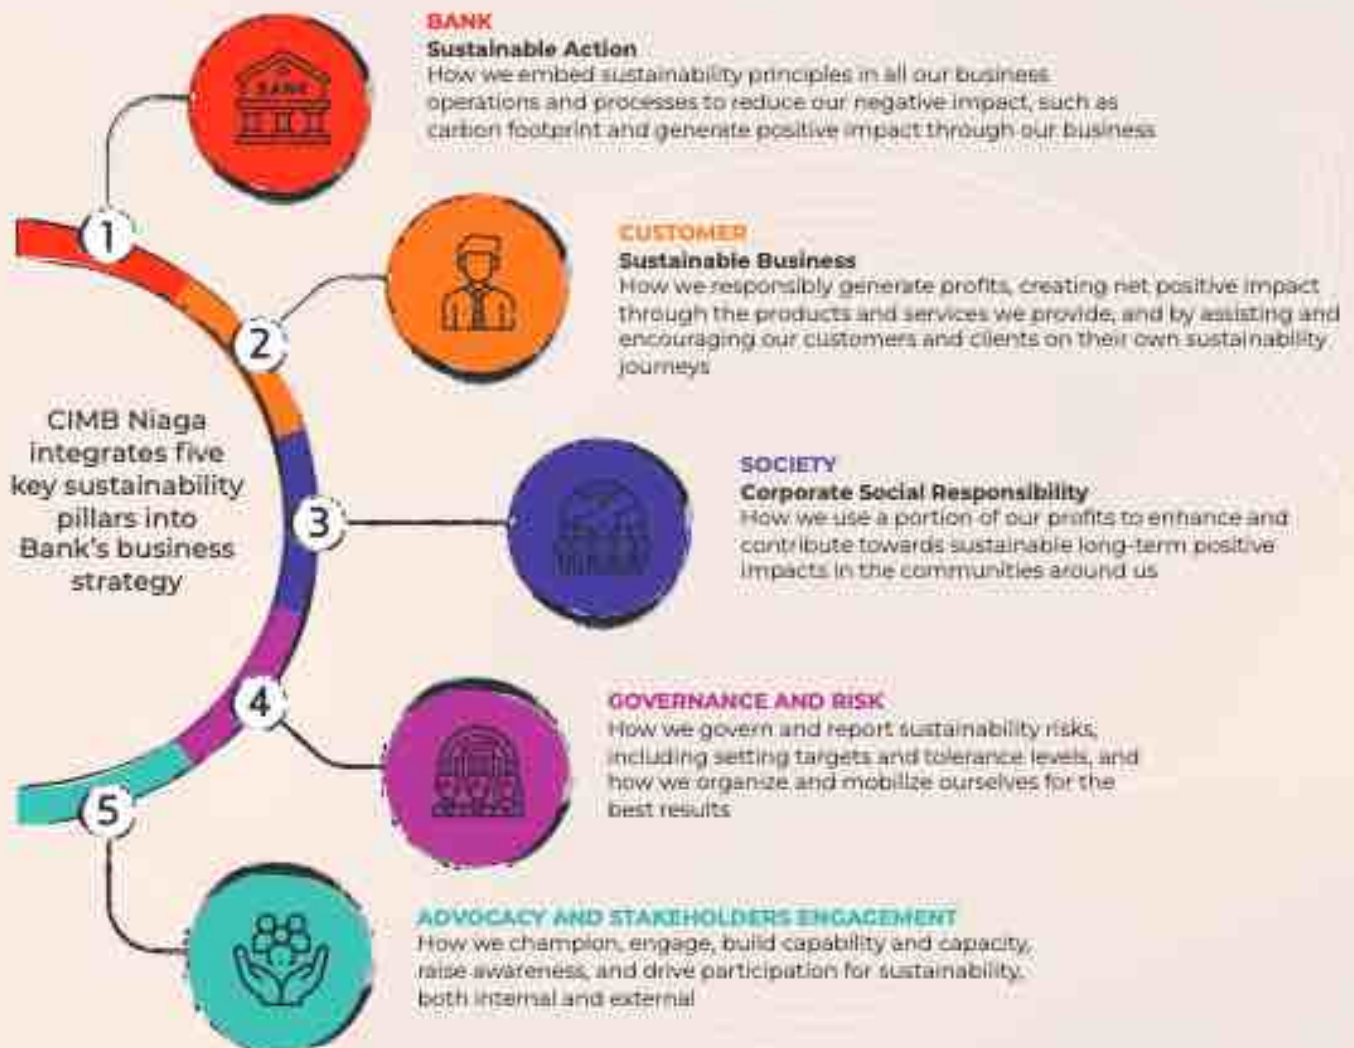 BANK
Sustainable Action
How we embed sustainability principles in all our business
operations and processes to reduce our negative impact, such as
carbon footprint and generate positive impact through our business
BANK
1
CUSTOMER
Sustainable Business
How we responsibly generate profits, creating net positive impact
through the products and services we provide, and by assisting and
encouraging our customers and clients on their own sustainability
journeys
2
CIMB Niaga
integrates five
key sustainability
pillars into
Bank's business
strategy
SOCIETY
Corporate Social Responsibility
How we use a portion of our profits to enhance and
contribute towards sustainable long-term positive
impacts in the communities around us
3
GOVERNANCE AND RISK
How we govern and report sustainability risks,
including setting targets and tolerance levels, and
how we organize and mobilize ourselves for the
best results
4
5
ADVOCACY AND STAKEHOLDERS ENGAGEMENT
How we champion, engage, build capability and capacity,
raise awareness, and drive participation for sustainability,
both internal and external